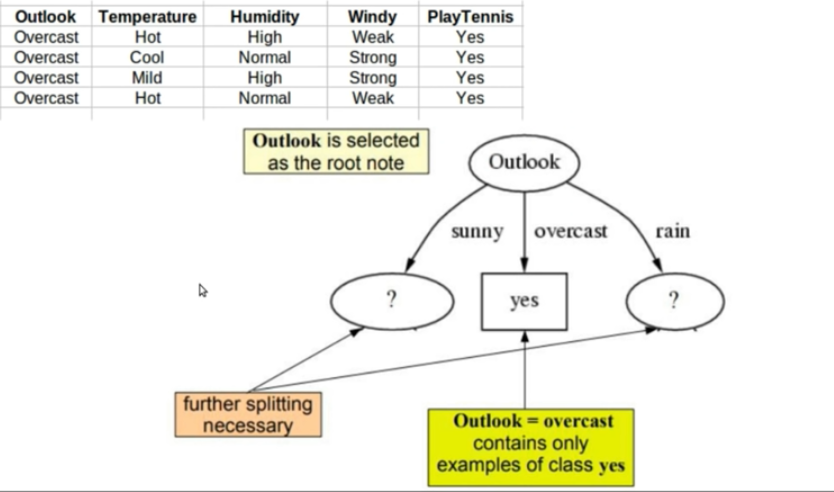 Outlook Temperature Humidity Windy PlayTennis
Overcast Hot High Weak Yes
Overcast Cool Normal Strong Yes
Overcast Mild High Strong Yes
Overcast Hot Normal Weak Yes
Outlook is selected
as the root note
Outlook
sunny overcast rain
? yes ?
further splitting
necessary
Outlook = overcast
contains only
examples of class yes